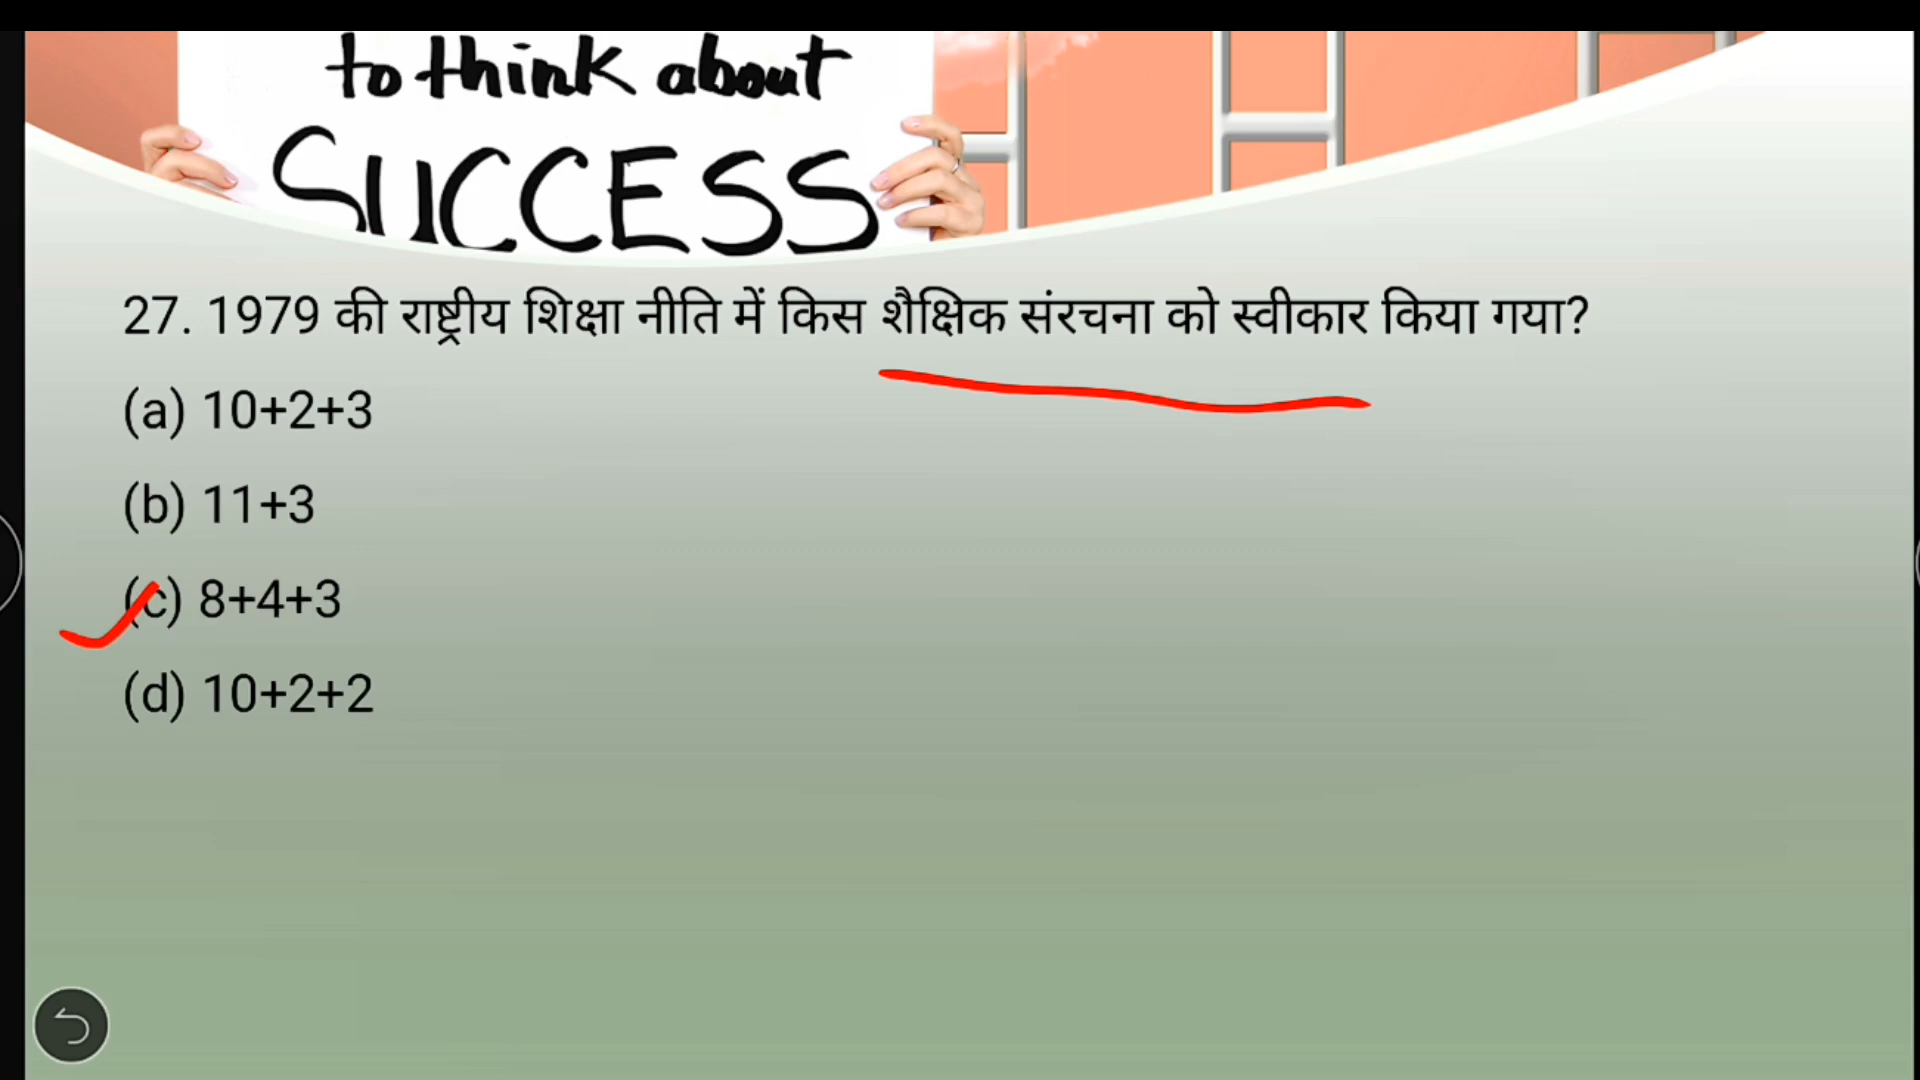 to think about
SUCCESS
27. 1979 की राष्ट्रीय शिक्षा नीति में किस शैक्षिक संरचना को स्वीकार किया गया?
(a) 10+2+3
(b) 11+3
(c) 8+4+3
(d) 10+2+2